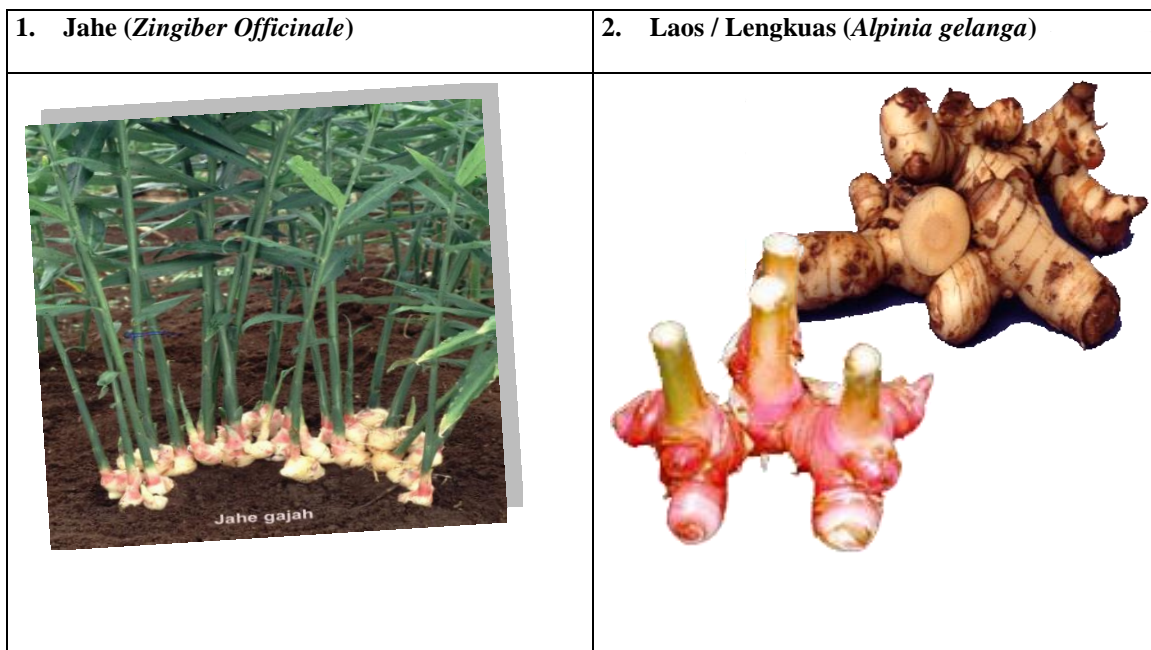 1. Jahe (Zingiber Officinale)
2. Laos / Lengkuas (Alpinia gelanga)
Jahe gajah